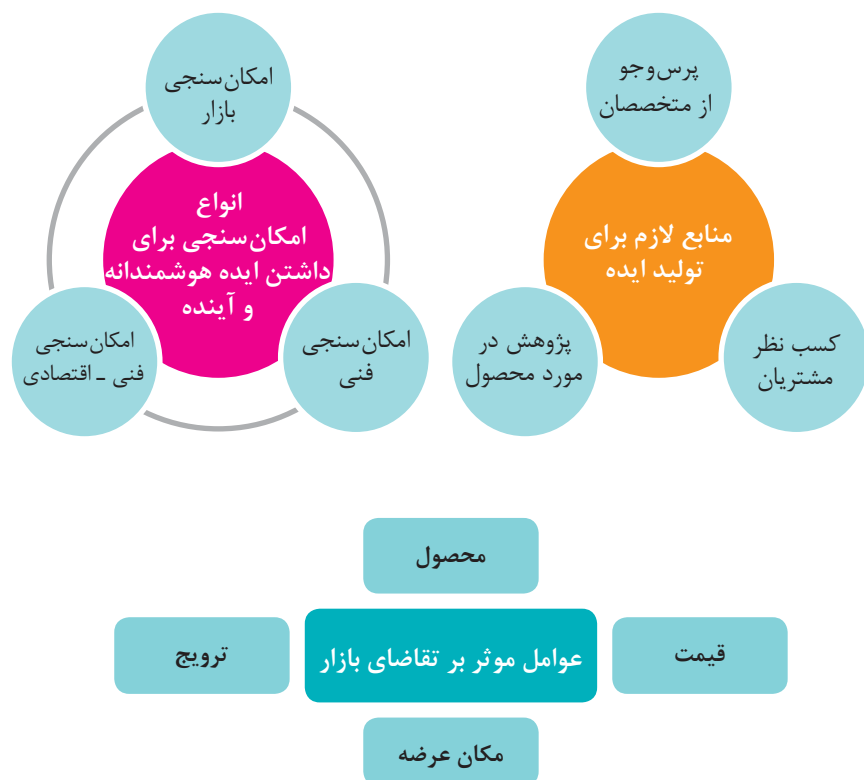 پرس‌وجو
از متخصصان
منابع لازم برای
تولید ایده
کسب نظر
مشتریان
پژوهش در
مورد محصول
امکان‌سنجی
بازار
انواع
امکان‌سنجی برای
داشتن ایده هوشمندانه
و آینده
امکان‌سنجی
فنی
امکان‌سنجی
فنی ـ اقتصادی
محصول
قیمت
عوامل موثر بر تقاضای بازار
ترویج
مکان عرضه